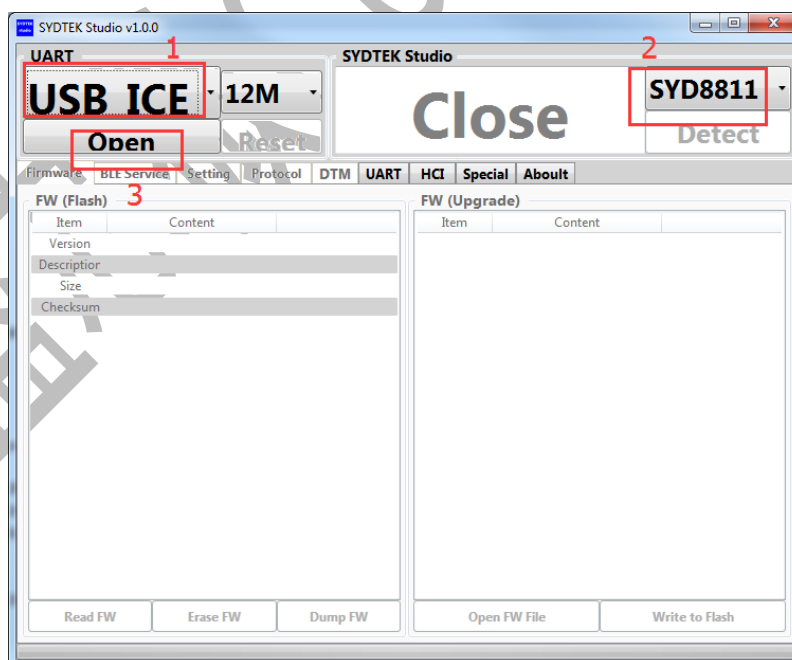 SYDTEK Studio v1.0.0
UART
1
SYDTEK Studio
2
USB ICE
12M
Close
SYD8811
Open
Reset
Detect
Firmware BLE Service Setting Protocol DTM UART HCI Special Aboult
3
FW (Flash)
FW (Upgrade)
Item Content
Item Content
Version
Descriptior
Size
Checksum
Read FW Erase FW Dump FW
Open FW File Write to Flash